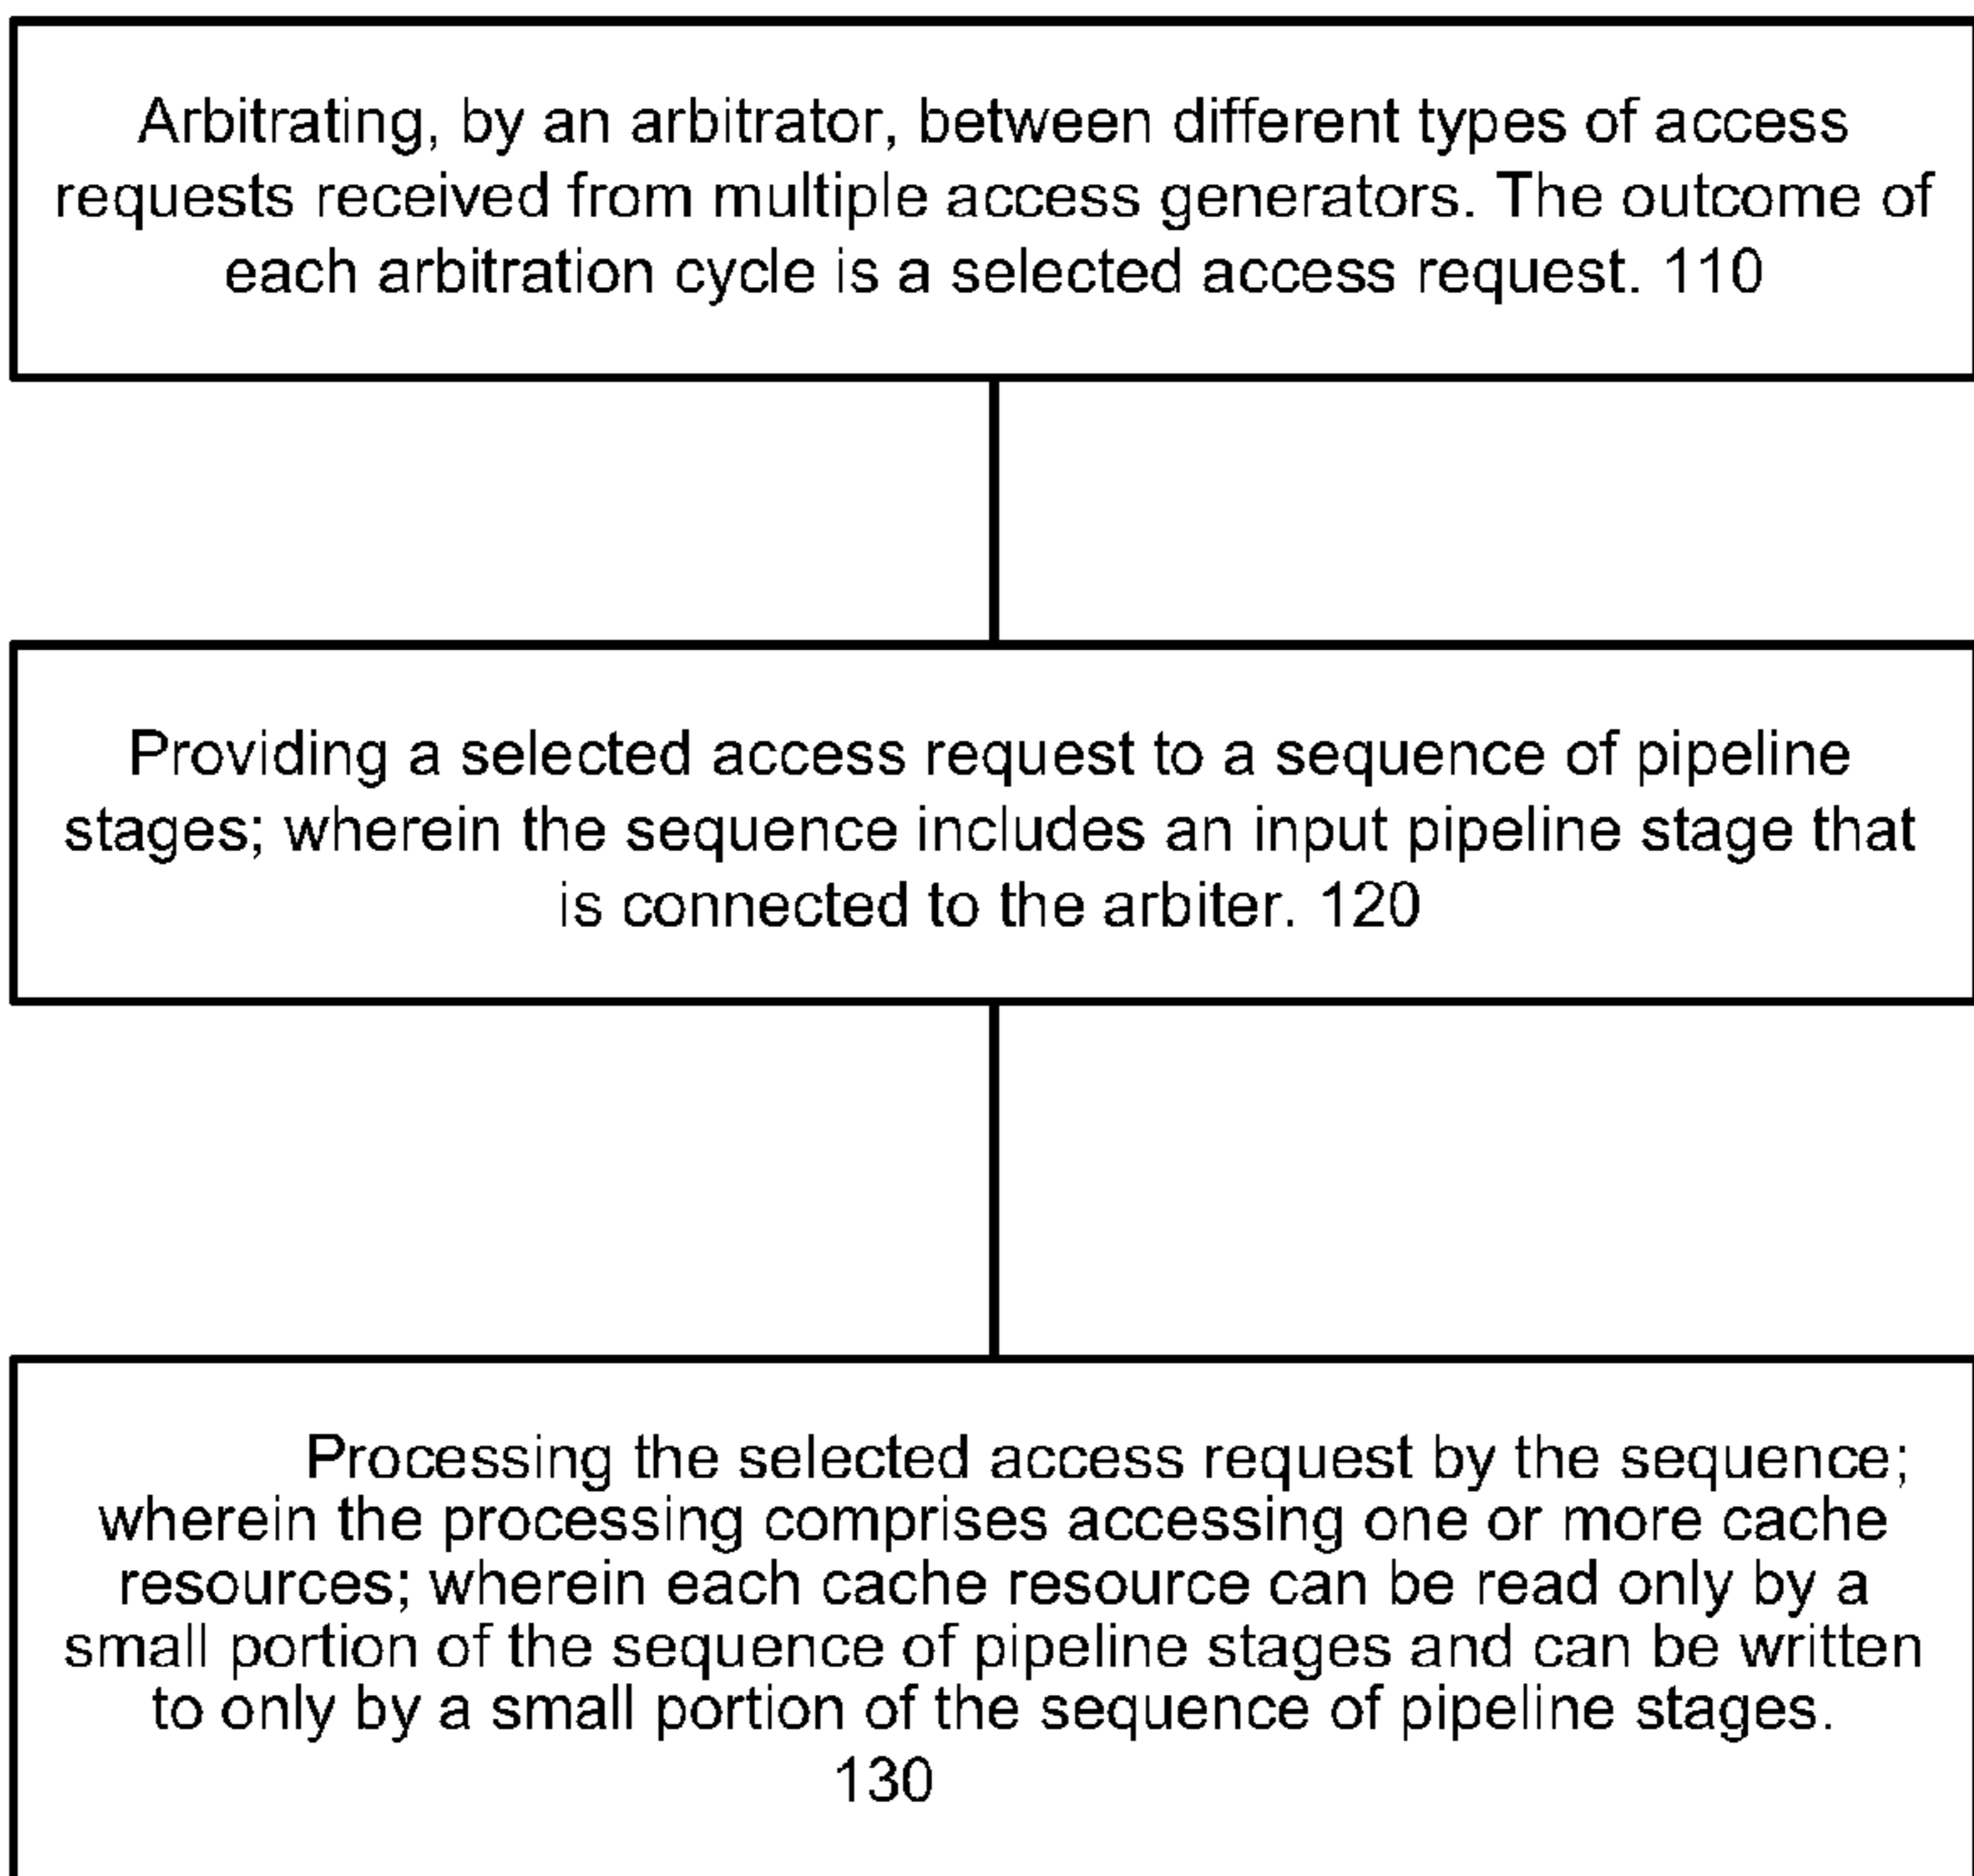 Arbitrating, by an arbitrator, between different types of access
requests received from multiple access generators. The outcome of
each arbitration cycle is a selected access request. 110
Providing a selected access request to a sequence of pipeline
stages; wherein the sequence includes an input pipeline stage that
is connected to the arbiter. 120
Processing the selected access request by the sequence;
wherein the processing comprises accessing one or more cache
resources; wherein each cache resource can be read only by a
small portion of the sequence of pipeline stages and can be written
to only by a small portion of the sequence of pipeline stages.
130